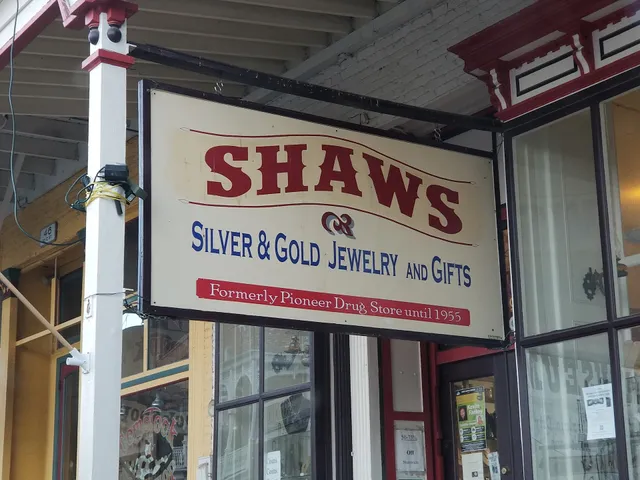 SHAWS
SILVER & GOLD JEWELRY AND GIFTS
Formerly Pioneer Drug Store until 1955